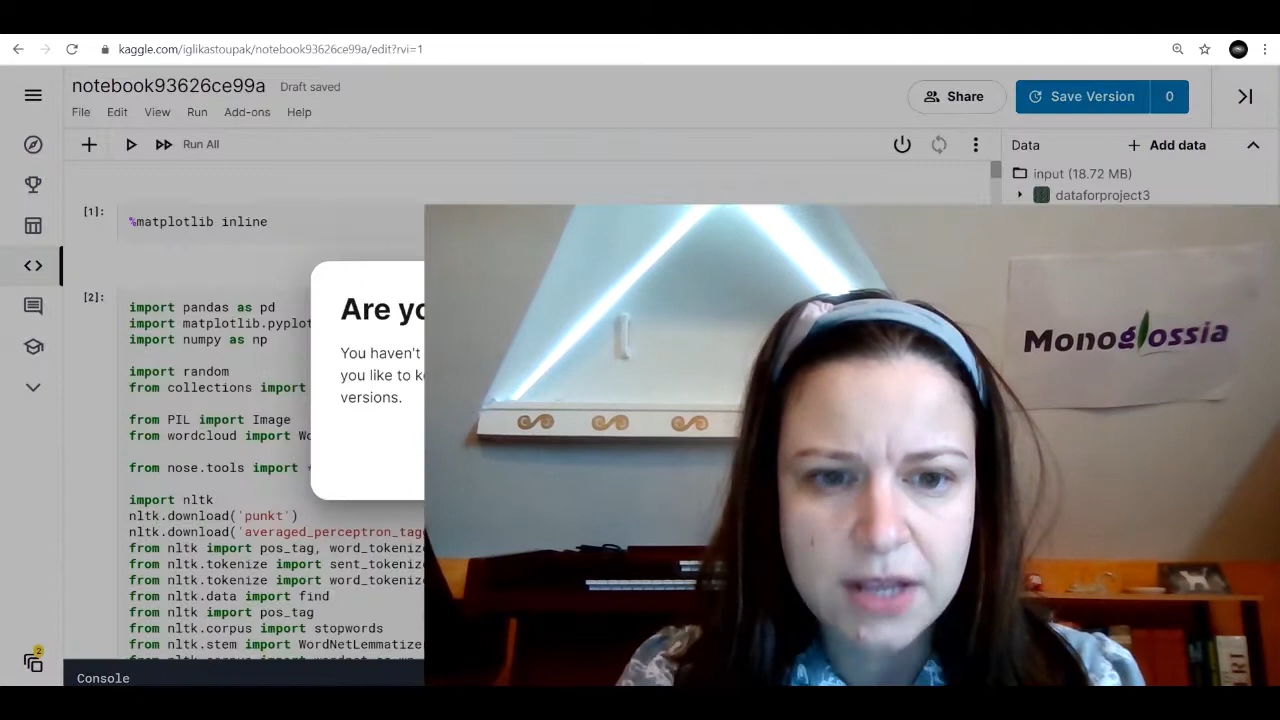 kaggle.com/iglikastoupak/notebook93626ce99a/edit?rvi=1
notebook93626ce99a Draft saved
File Edit View Run Add-ons Help
Share
Save Version 0
Run All
Data
Add data
input (18.72 MB)
dataforproject3
[1]:
%matplotlib inline
[2]:
import pandas as pd
import matplotlib.pyplot
import numpy as np
import random
from collections import
from PIL import Image
from wordcloud import Wo
from nose.tools import *
import nltk
nltk.download('punkt')
nltk.download('averaged_perceptron_tagg
from nltk import pos_tag, word_tokenize
from nltk.tokenize import sent_tokenize
from nltk.tokenize import word_tokenize
from nltk.data import find
from nltk import pos_tag
from nltk.corpus import stopwords
from nltk.stem import WordNetLemmatize
Are yo
You haven't
you like to k
versions.
Monoglossia
2
Console